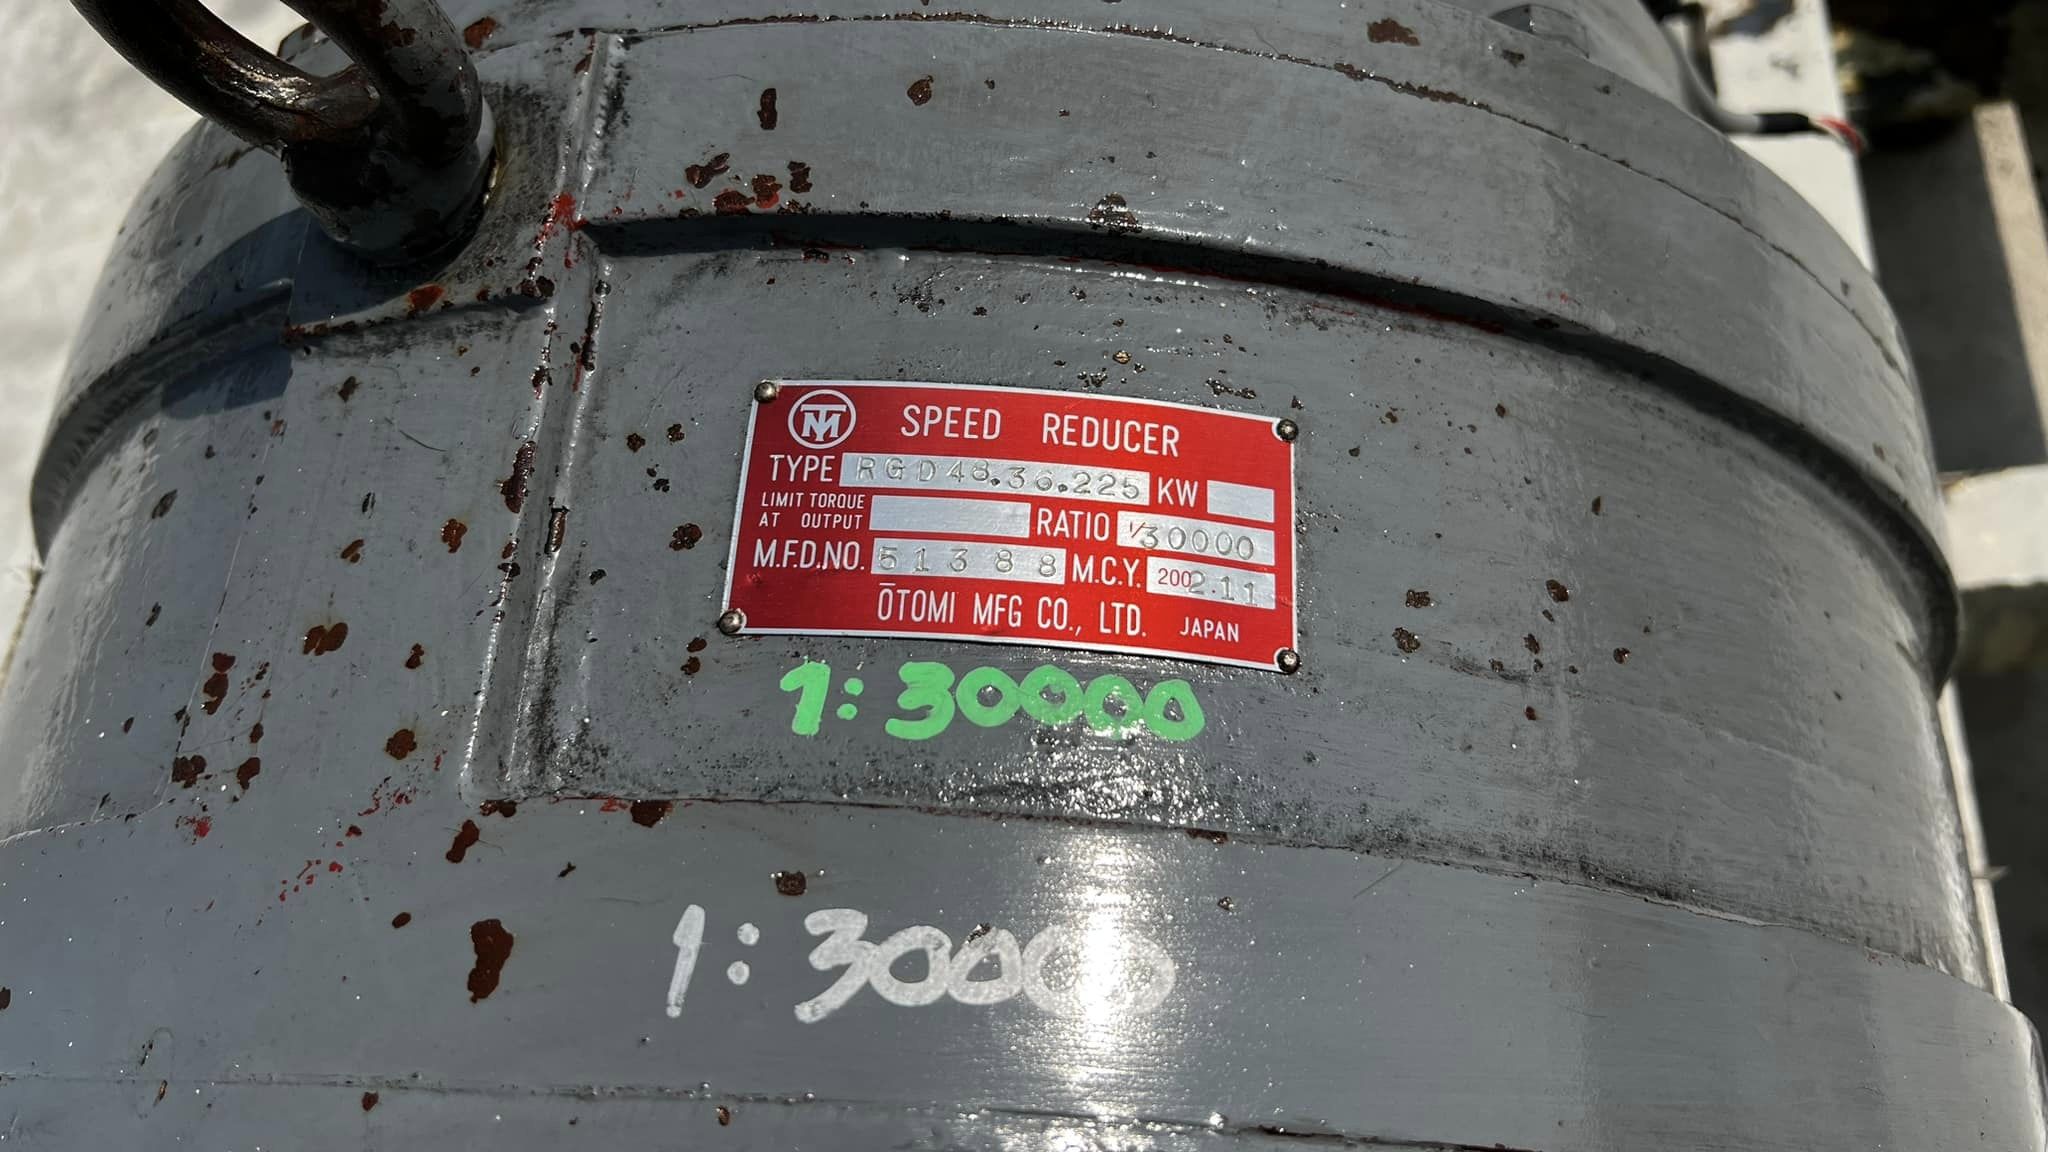 TM SPEED REDUCER
TYPE RGD48.36.225 KW
LIMIT TORQUE AT OUTPUT RATIO 1/30000
M.F.D.NO. 51388 M.C.Y. 2002.11
ŌTOMI MFG CO., LTD. JAPAN
1:30000
1:30000